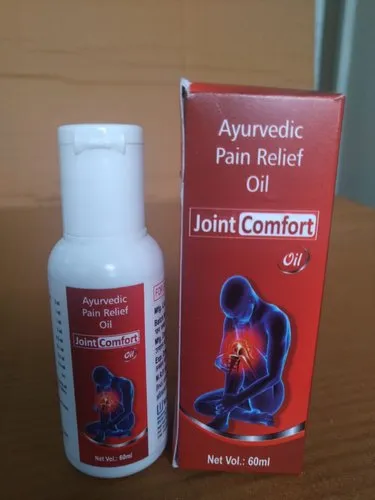 Ayurvedic
Pain Relief
Oil
Joint Comfort
Oil
Net Vol.: 60ml
Ayurvedic
Pain Relief
Oil
Joint Comfort
Oil
Net Vol.: 60ml